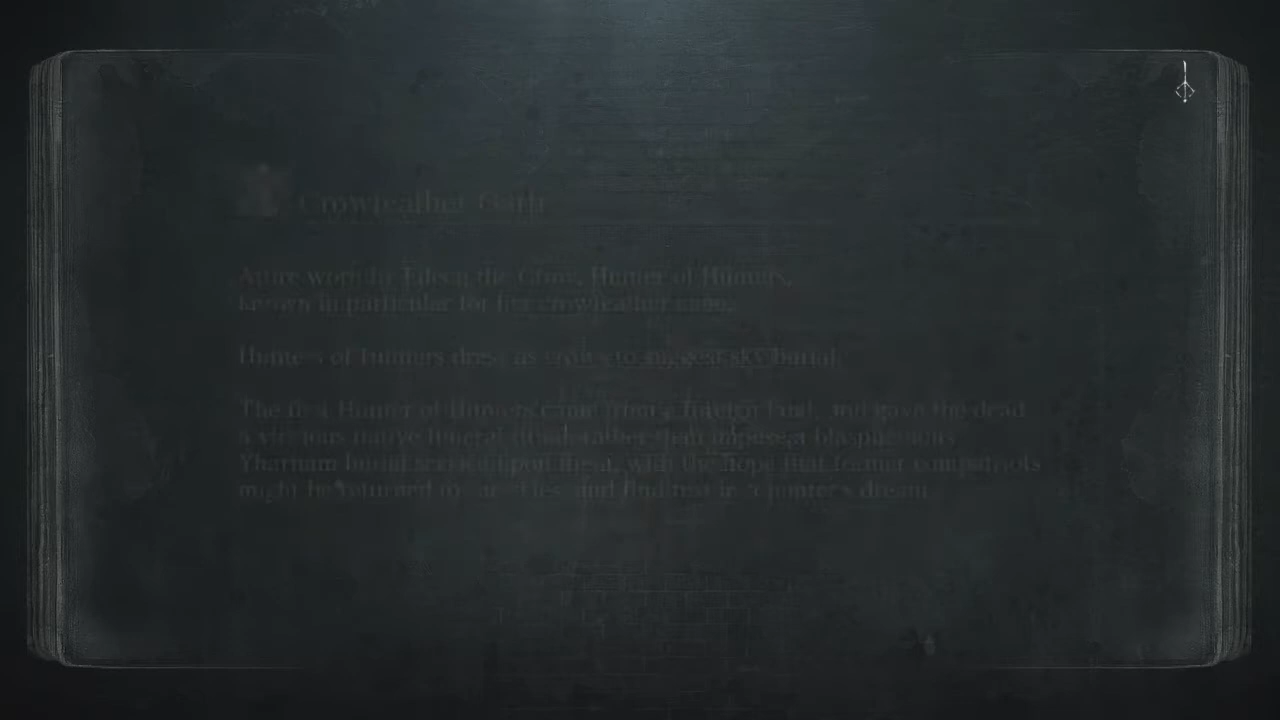 Crowfeather Garb
Attire worn by Eileen the Crow, Hunter of Hunters,
known in particular for her crowfeather cape.
Hunters of Hunters dress as crows to suggest sky burial.
The first Hunter of Hunters came from a foreign land, and gave the dead
a virtuous native funeral ritual, rather than impose a blasphemous
Yharnam burial service upon them, with the hope that former compatriots
might be returned to the skies, and find rest in a hunter's dream.